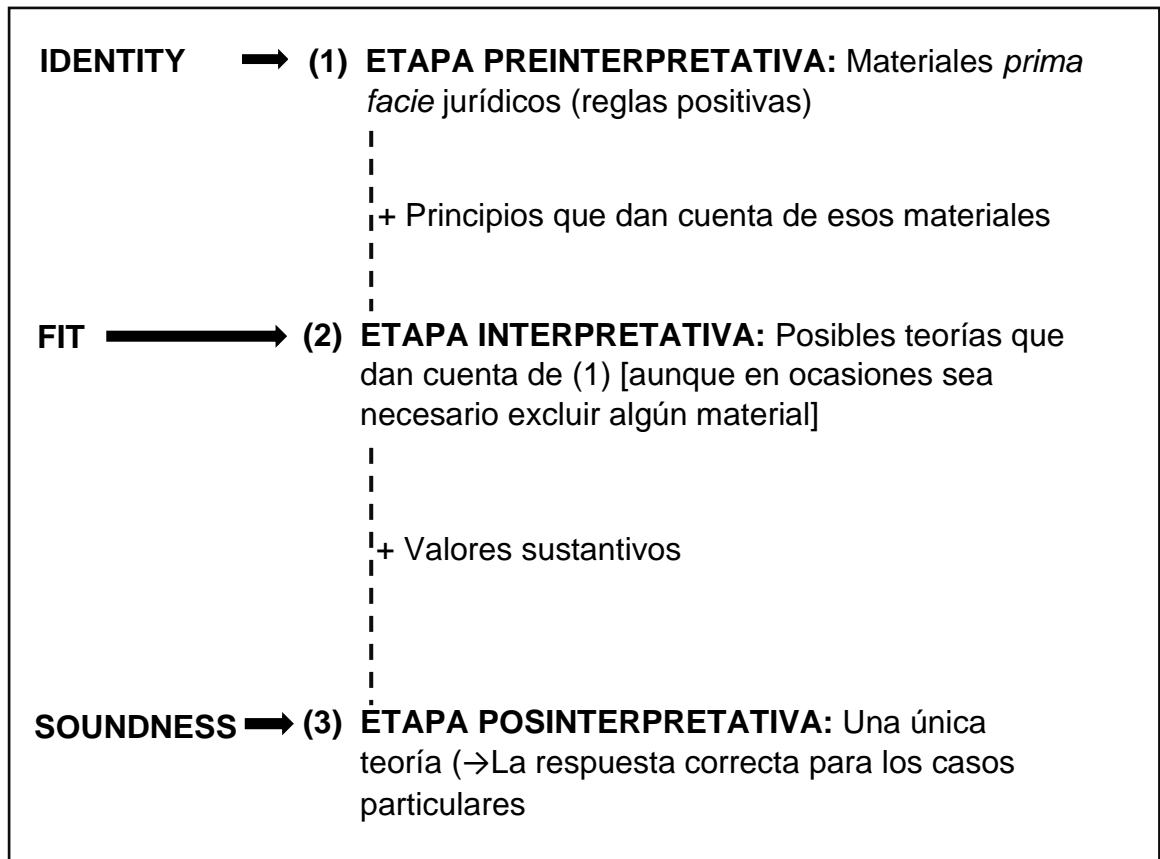 IDENTITY → (1) ETAPA PREINTERPRETATIVA: Materiales prima
facie jurídicos (reglas positivas)
+ Principios que dan cuenta de esos materiales
FIT → (2) ETAPA INTERPRETATIVA: Posibles teorías que
dan cuenta de (1) [aunque en ocasiones sea
necesario excluir algún material]
+ Valores sustantivos
SOUNDNESS → (3) ETAPA POSINTERPRETATIVA: Una única
teoría (→La respuesta correcta para los casos
particulares